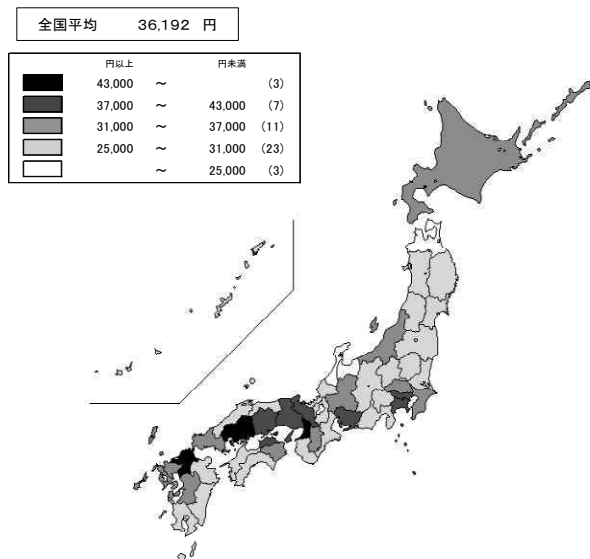 全国平均 36,192 円
円以上 円未満
43,000 ～ (3)
37,000 ～ 43,000 (7)
31,000 ～ 37,000 (11)
25,000 ～ 31,000 (23)
～ 25,000 (3)